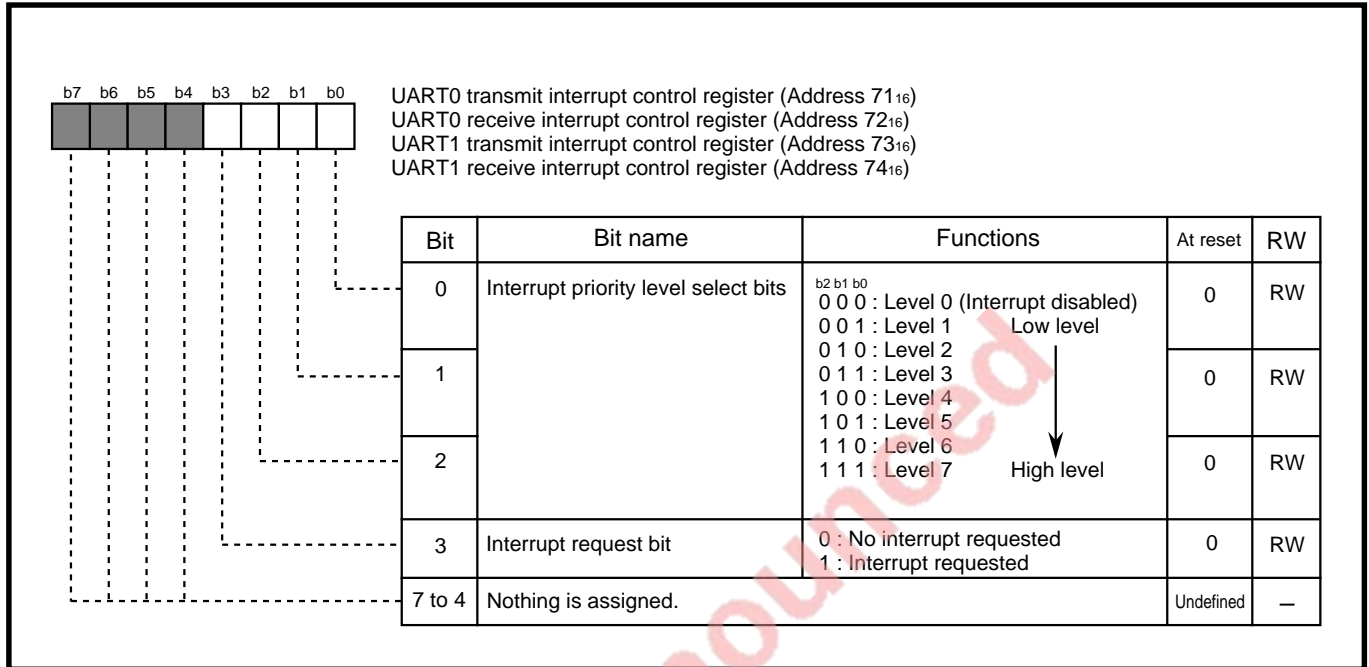 b7 b6 b5 b4 b3 b2 b1 b0
UART0 transmit interrupt control register (Address 71₁₆)
UART0 receive interrupt control register (Address 72₁₆)
UART1 transmit interrupt control register (Address 73₁₆)
UART1 receive interrupt control register (Address 74₁₆)
Bit Bit name Functions At reset RW
0 Interrupt priority level select bits b2 b1 b0 0 RW
0 0 0 : Level 0 (Interrupt disabled)
0 0 1 : Level 1 Low level
0 1 0 : Level 2
1 0 1 1 : Level 3 0 RW
1 0 0 : Level 4
1 0 1 : Level 5
2 1 1 0 : Level 6 0 RW
1 1 1 : Level 7 High level
3 Interrupt request bit 0 : No interrupt requested 0 RW
1 : Interrupt requested
7 to 4 Nothing is assigned. Undefined –
ounced